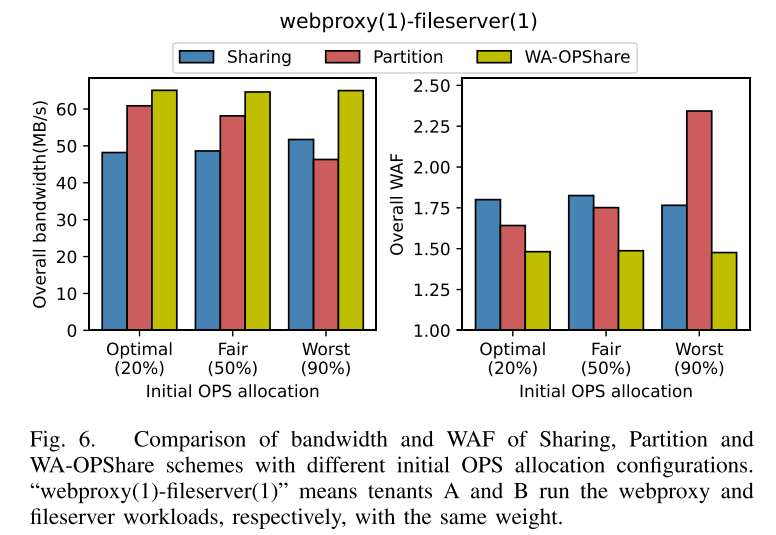 webproxy(1)-fileserver(1)
Sharing Partition WA-OPShare
Overall bandwidth(MB/s)
60
50
40
30
20
10
0
Optimal Fair Worst
(20%) (50%) (90%)
Initial OPS allocation
Overall WAF
2.50
2.25
2.00
1.75
1.50
1.25
1.00
Optimal Fair Worst
(20%) (50%) (90%)
Initial OPS allocation
Fig. 6. Comparison of bandwidth and WAF of Sharing, Partition and
WA-OPShare schemes with different initial OPS allocation configurations.
“webproxy(1)-fileserver(1)” means tenants A and B run the webproxy and
fileserver workloads, respectively, with the same weight.